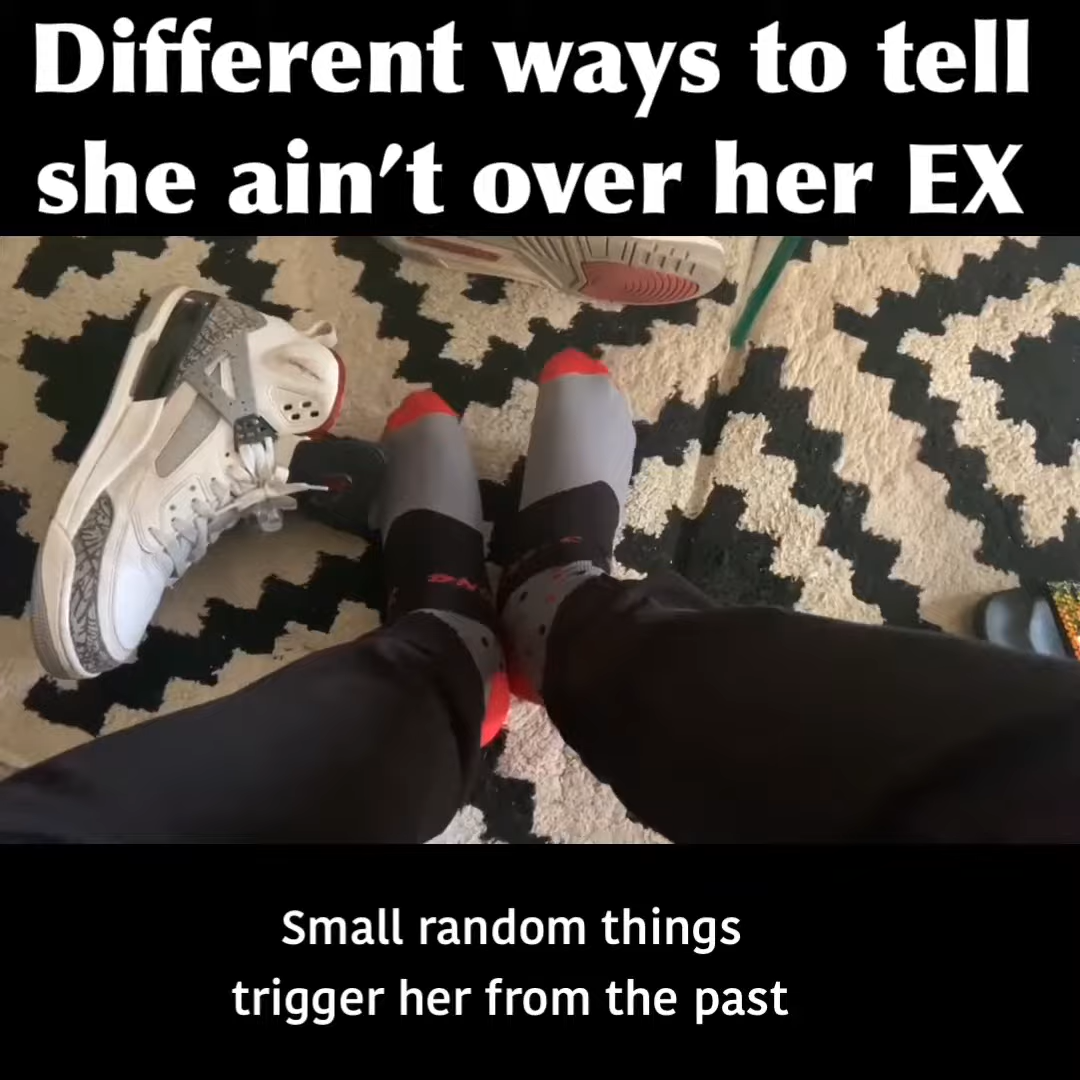 Different ways to tell
she ain’t over her EX
Small random things
trigger her from the past